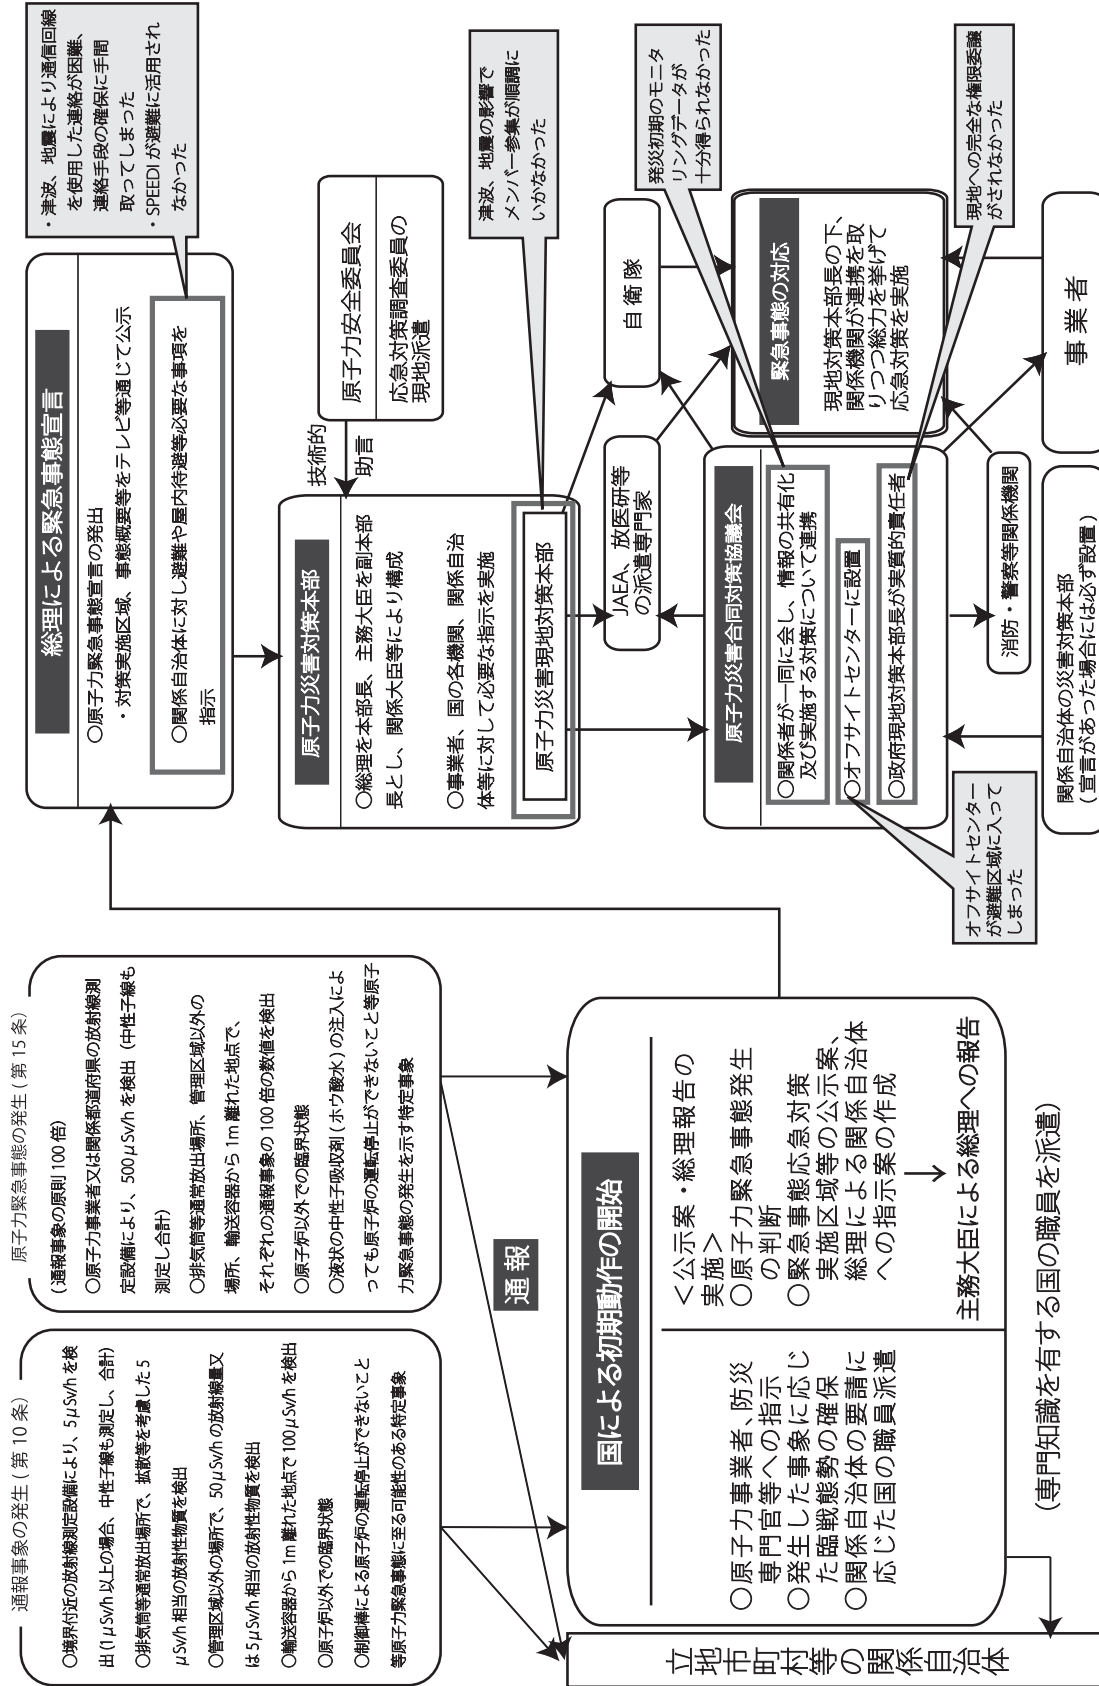 通報事象の発生（第 10 条）
○境界付近の放射線測定設備により、5μSv/h を検
出（1μSv/h 以上の場合、中性子線も測定し、合計）
○排気筒等通常放出場所で、拡散等を考慮した 5
μSv/h 相当の放射性物質を検出
○管理区域以外の場所で、50μSv/h の放射線量又
は 5μSv/h 相当の放射性物質を検出
○輸送容器から 1m 離れた地点で 100μSv/h を検出
○原子炉以外での臨界状態
○制御棒による原子炉の運転停止ができないこと
等原子力緊急事態に至る可能性のある特定事象
原子力緊急事態の発生（第 15 条）
（通報事象の原則 100 倍）
○原子力事業者又は関係都道府県の放射線測
定設備により、500μSv/h を検出（中性子線も
測定し合計）
○排気筒等通常放出場所、管理区域以外の
場所、輸送容器から 1m 離れた地点で、
それぞれの通報事象の 100 倍の数値を検出
○原子炉以外での臨界状態
○液状の中性子吸収剤（ホウ酸水）の注入によ
っても原子炉の運転停止ができないこと等原子
力緊急事態の発生を示す特定事象
通報
国による初期動作の開始
○原子力事業者、防災
専門官等への指示
○発生した事象に応じ
た臨戦態勢の確保
○関係自治体の要請に
応じた国の職員派遣
＜公示案・総理報告の
実施＞
○原子力緊急事態発生
の判断
○緊急事態応急対策
実施区域等の公示案、
総理による関係自治体
への指示案の作成
主務大臣による総理への報告
立地市町村等の関係自治体
（専門知識を有する国の職員を派遣）
総理による緊急事態宣言
○原子力緊急事態宣言の発出
・対策実施区域、事態概要等をテレビ等通じて公示
○関係自治体に対し避難や屋内待避等必要な事項を
指示
・津波、地震により通信回線
を使用した連絡が困難、
連絡手段の確保に手間
取ってしまった
・SPEEDI が避難に活用され
なかった
原子力災害対策本部
○総理を本部長、主務大臣を副本部
長とし、関係大臣等により構成
○事業者、国の各機関、関係自治
体等に対して必要な指示を実施
原子力災害現地対策本部
技術的
助言
原子力安全委員会
応急対策調査委員の
現地派遣
津波、地震の影響で
メンバー参集が順調に
いかなかった
JAEA、放医研等
の派遣専門家
自衛隊
発災初期のモニタ
リングデータが
十分得られなかった
原子力災害合同対策協議会
○関係者が一同に会し、情報の共有化
及び実施する対策について連携
○オフサイトセンターに設置
○政府現地対策本部長が実質的責任者
緊急事態の対応
現地対策本部長の下、
関係機関が連携を取
りつつ総力を挙げて
応急対策を実施
現地への完全な権限委譲
がされなかった
オフサイトセンター
が避難区域に入って
しまった
消防・警察等関係機関
関係自治体の災害対策本部
（宣言があった場合には必ず設置）
事業者